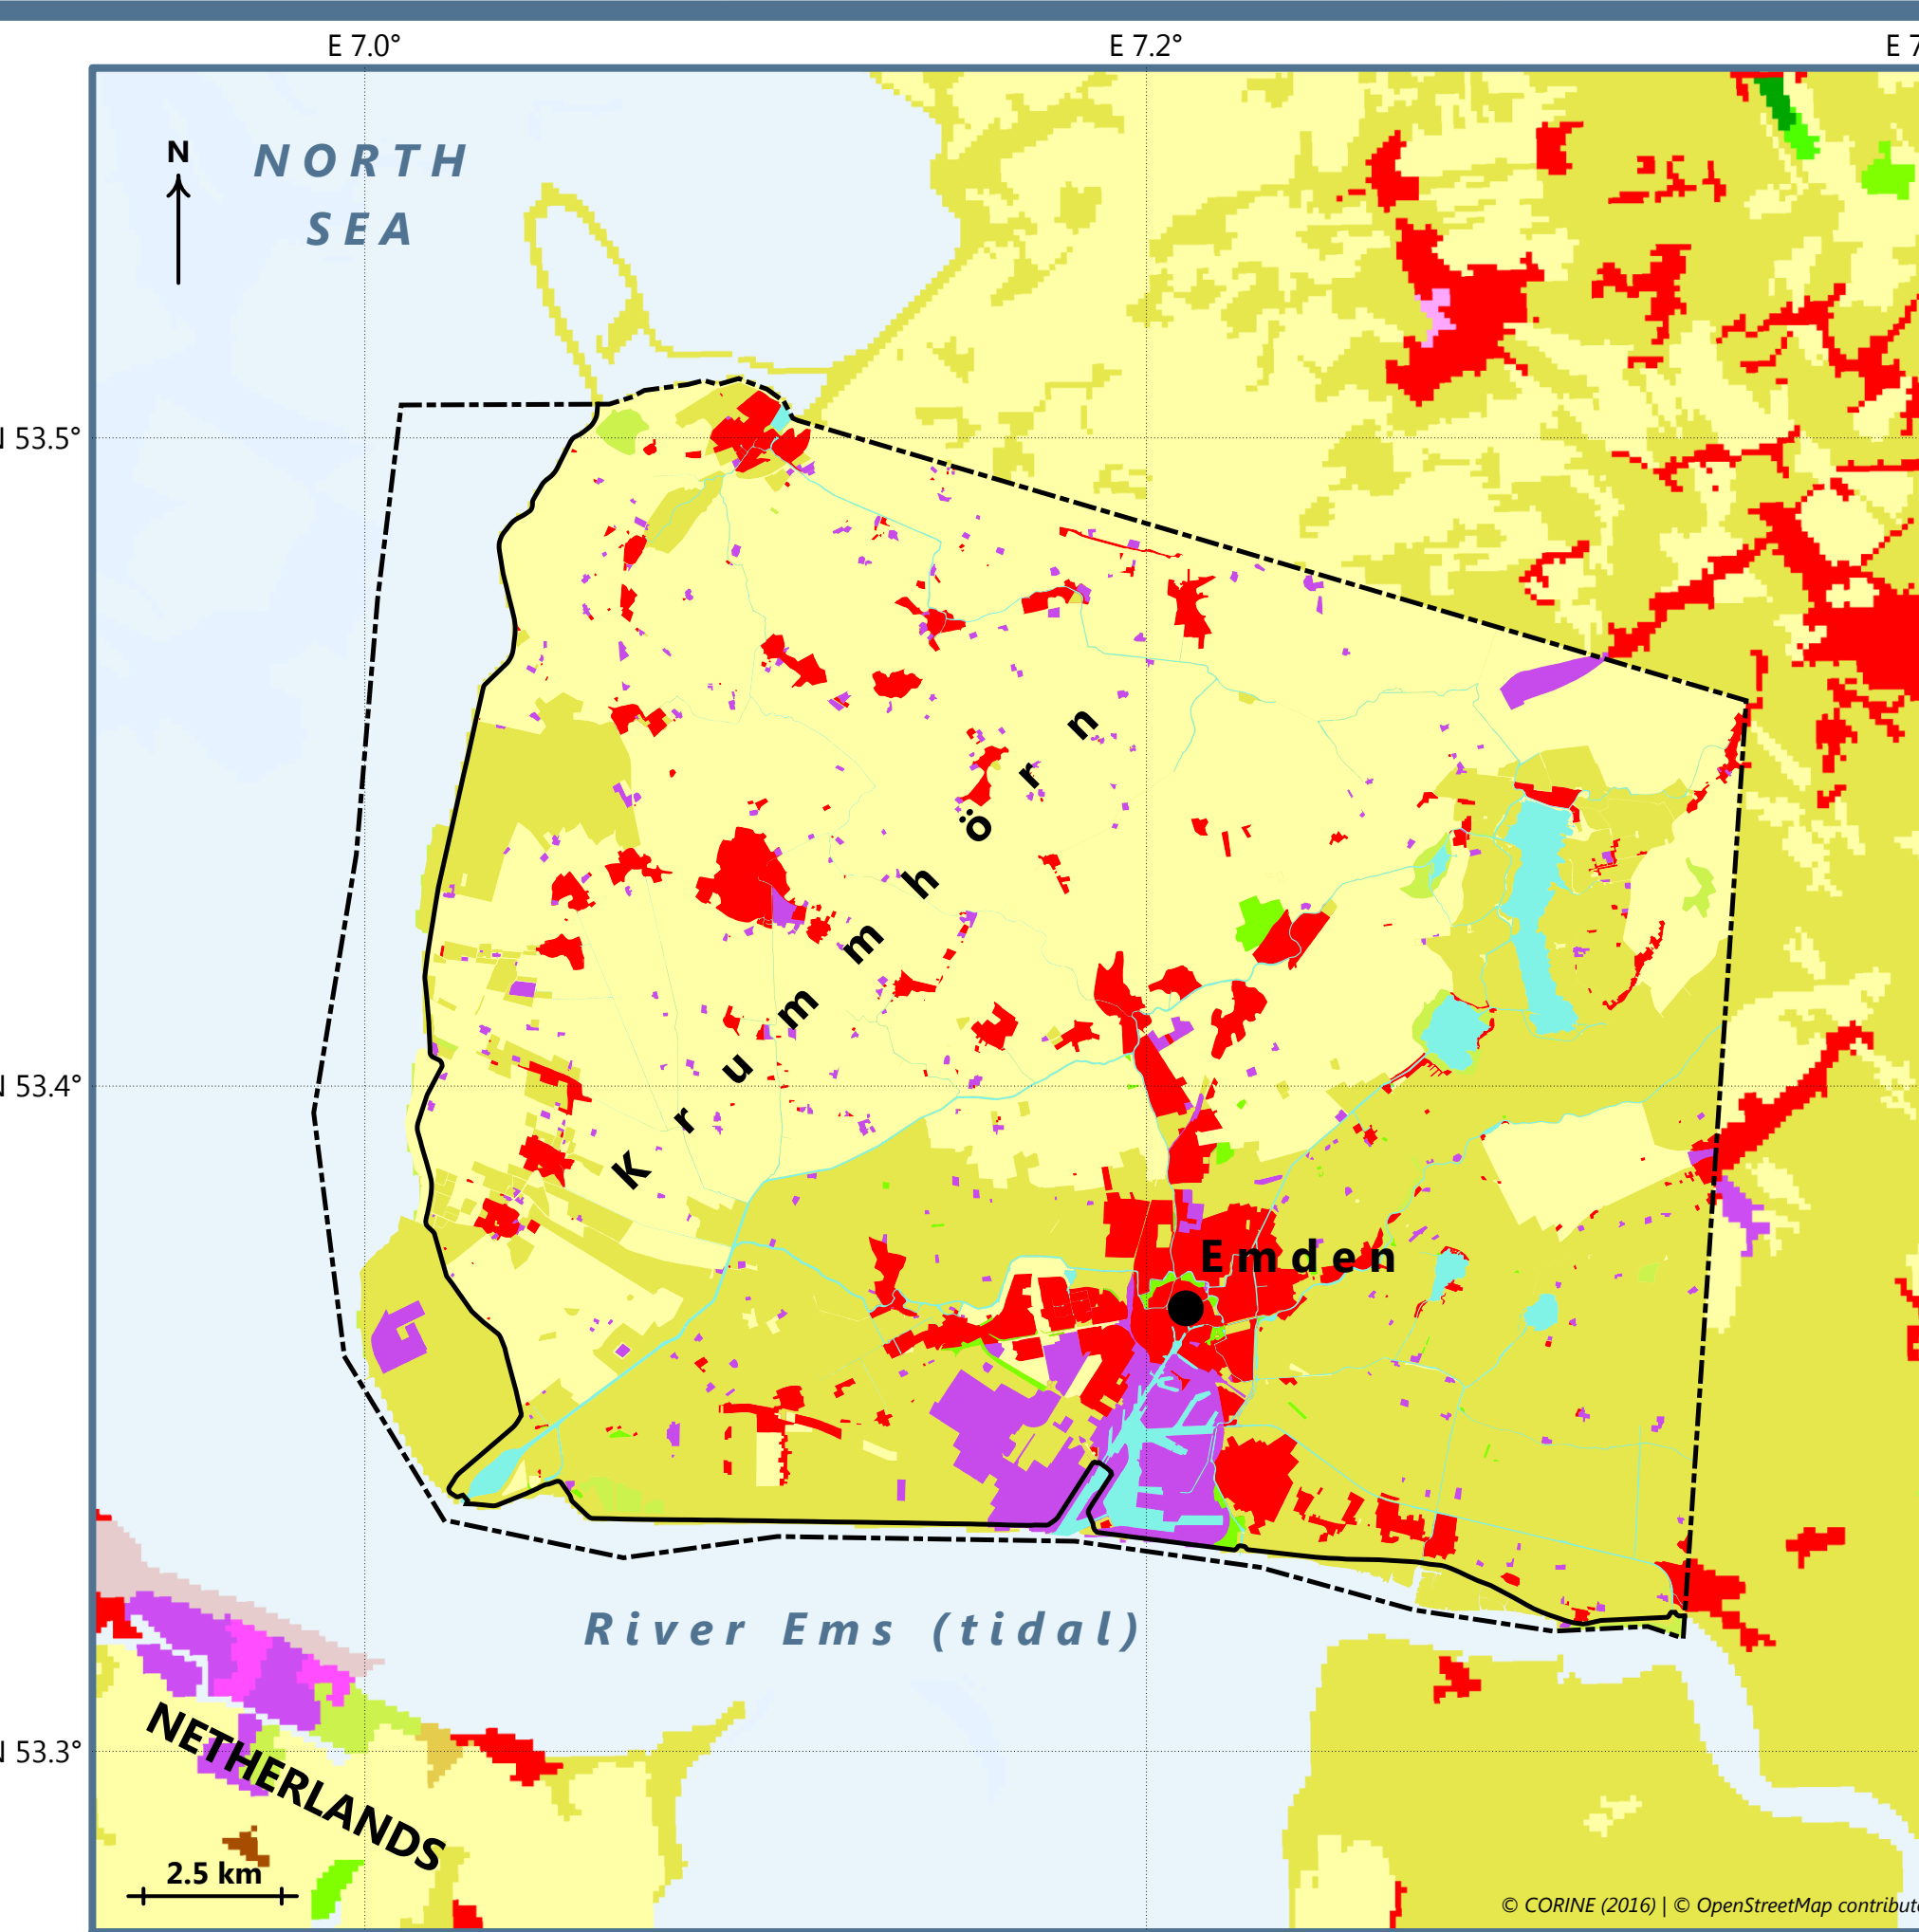 E 7.0°
E 7.2°
E 7
N
NORTH
SEA
N 53.5°
Krummhörn
N 53.4°
Emden
River Ems (tidal)
N 53.3°
NETHERLANDS
2.5 km
© CORINE (2016) | © OpenStreetMap contribut